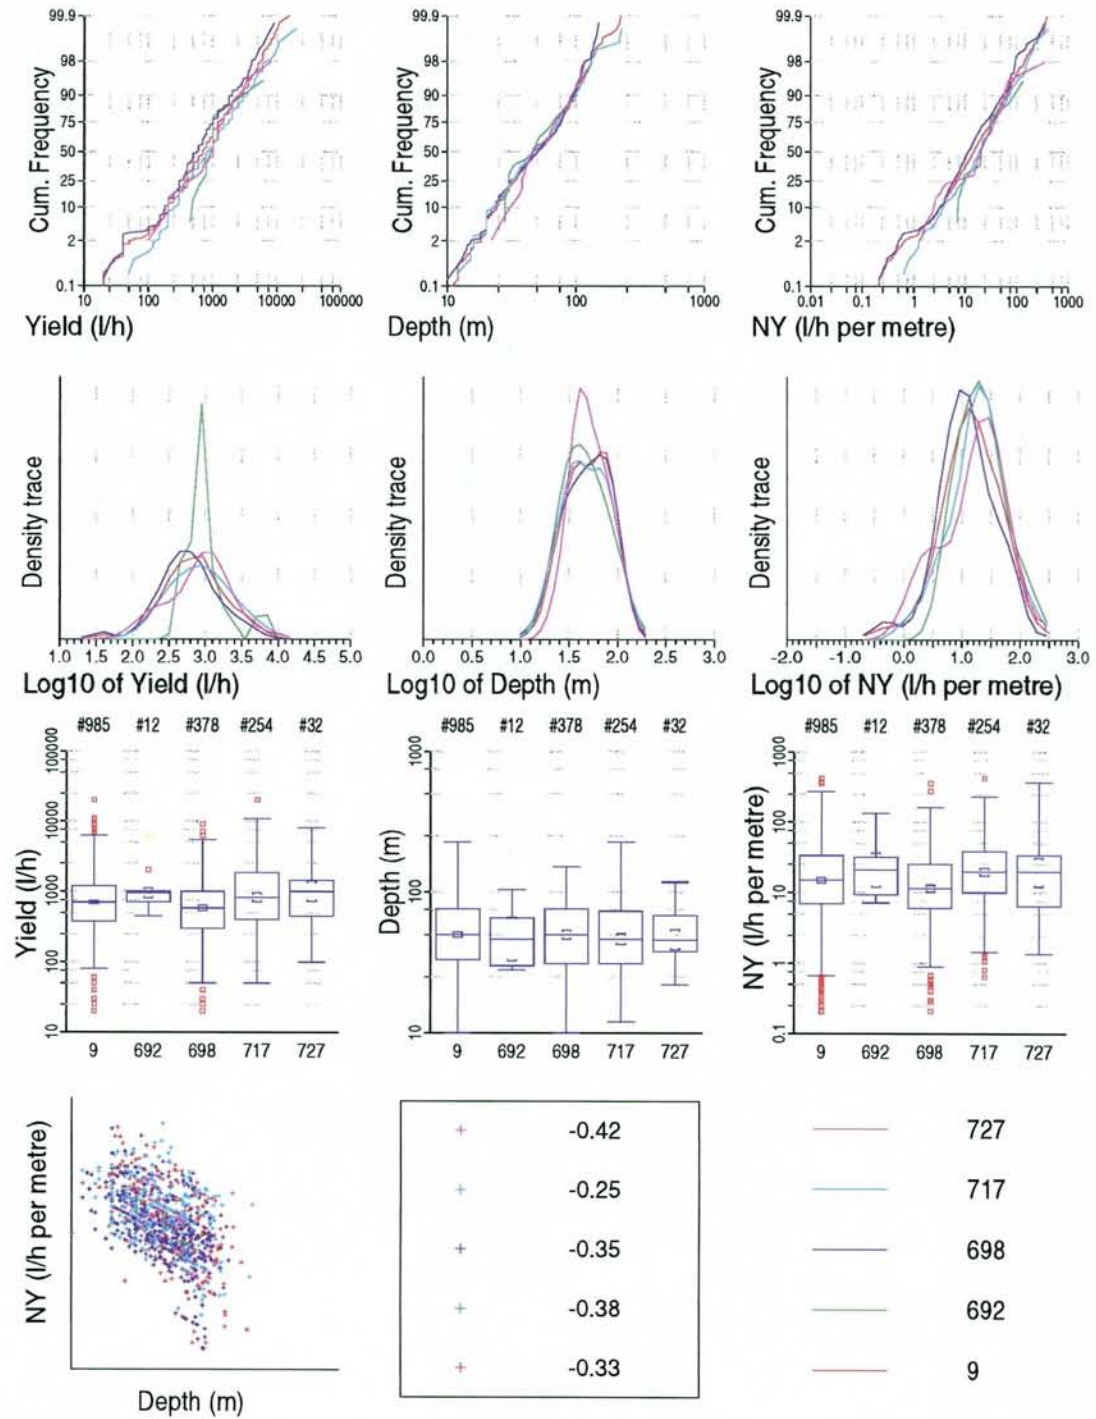 99.9 99.9 99.9
98 98 98
90 90 90
75 75 75
50 50 50
25 25 25
10 10 10
2 2 2
0.1 0.1 0.1
Cum. Frequency Cum. Frequency Cum. Frequency
10 100 1000 10000 100000 10 100 1000 0.01 0.1 1 10 100 1000
Yield (l/h) Depth (m) NY (l/h per metre)
Density trace Density trace Density trace
1.0 1.5 2.0 2.5 3.0 3.5 4.0 4.5 5.0 0.0 0.5 1.0 1.5 2.0 2.5 3.0 -2.0 -1.0 0.0 1.0 2.0 3.0
Log10 of Yield (l/h) Log10 of Depth (m) Log10 of NY (l/h per metre)
#985 #12 #378 #254 #32 #985 #12 #378 #254 #32 #985 #12 #378 #254 #32
100000 1000 1000
10000 100
1000 100 10
100 1
10 10 0.1
Yield (l/h) Depth (m) NY (l/h per metre)
9 692 698 717 727 9 692 698 717 727 9 692 698 717 727
NY (l/h per metre)
Depth (m)
-0.42 727
-0.25 717
-0.35 698
-0.38 692
-0.33 9